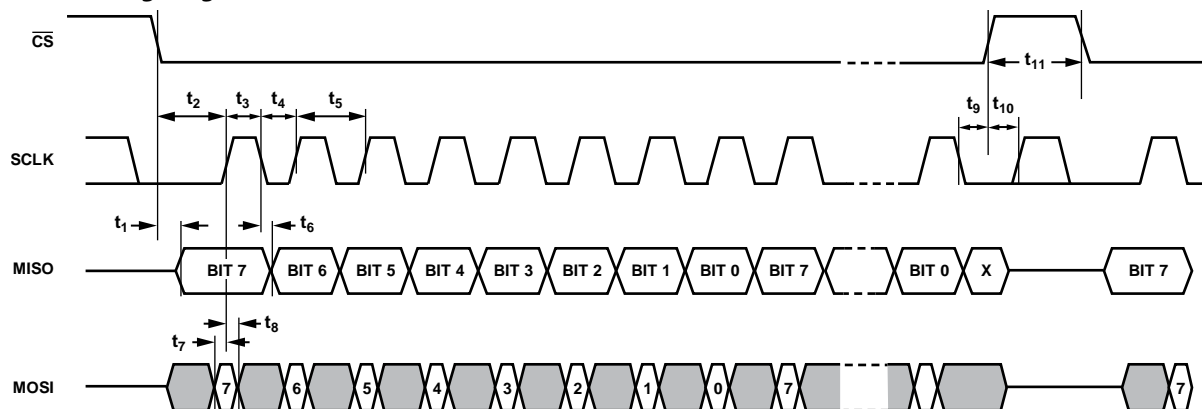 CS
t11
t2 t3 t4 t5 t9 t10
SCLK
t1 t6
MISO BIT 7 BIT 6 BIT 5 BIT 4 BIT 3 BIT 2 BIT 1 BIT 0 BIT 7 BIT 0 X BIT 7
t7 t8
MOSI 7 6 5 4 3 2 1 0 7 7